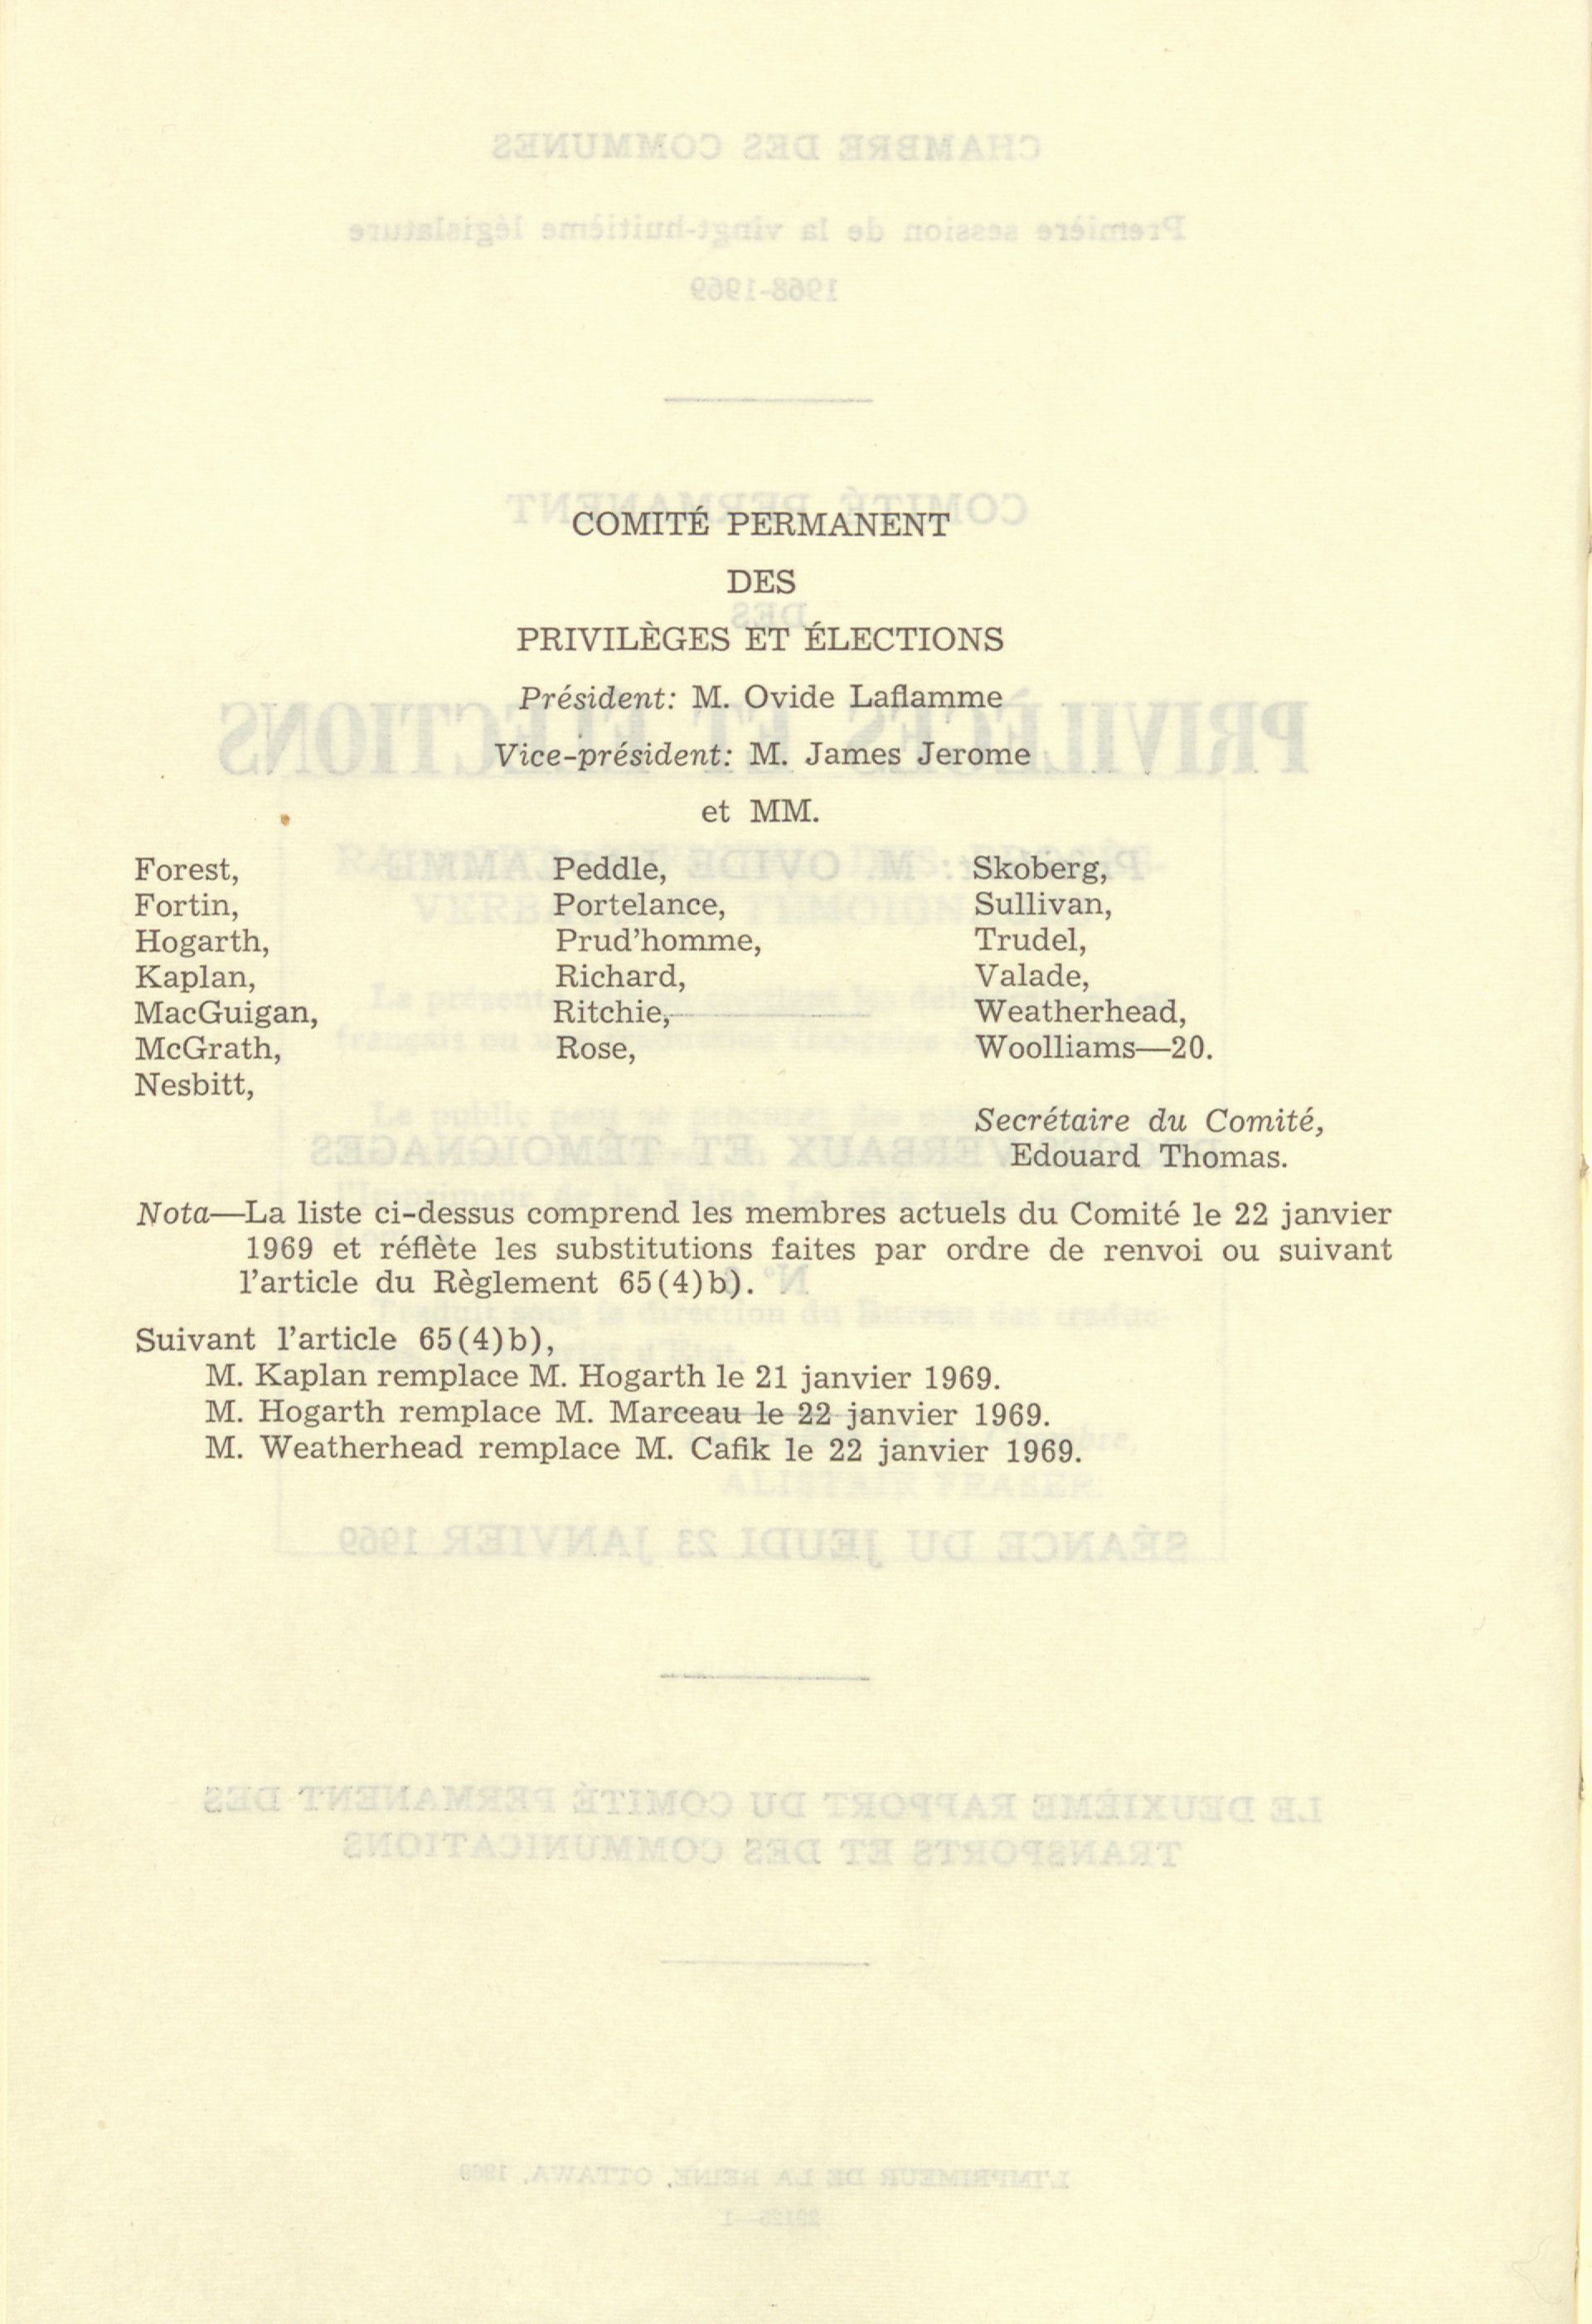 COMITÉ PERMANENT
DES
PRIVILÈGES ET ÉLECTIONS
Président: M. Ovide Laflamme
Vice-président: M. James Jerome
et MM.
Forest,
Fortin,
Hogarth,
Kaplan,
MacGuigan,
McGrath,
Nesbitt,
Peddle,
Portelance,
Prud'homme,
Richard,
Ritchie,
Rose,
Skoberg,
Sullivan,
Trudel,
Valade,
Weatherhead,
Woolliams—20.
Secrétaire du Comité,
Edouard Thomas.
Nota—La liste ci-dessus comprend les membres actuels du Comité le 22 janvier
1969 et réflète les substitutions faites par ordre de renvoi ou suivant
l'article du Règlement 65(4)b).
Suivant l'article 65(4)b),
M. Kaplan remplace M. Hogarth le 21 janvier 1969.
M. Hogarth remplace M. Marceau le 22 janvier 1969.
M. Weatherhead remplace M. Cafik le 22 janvier 1969.